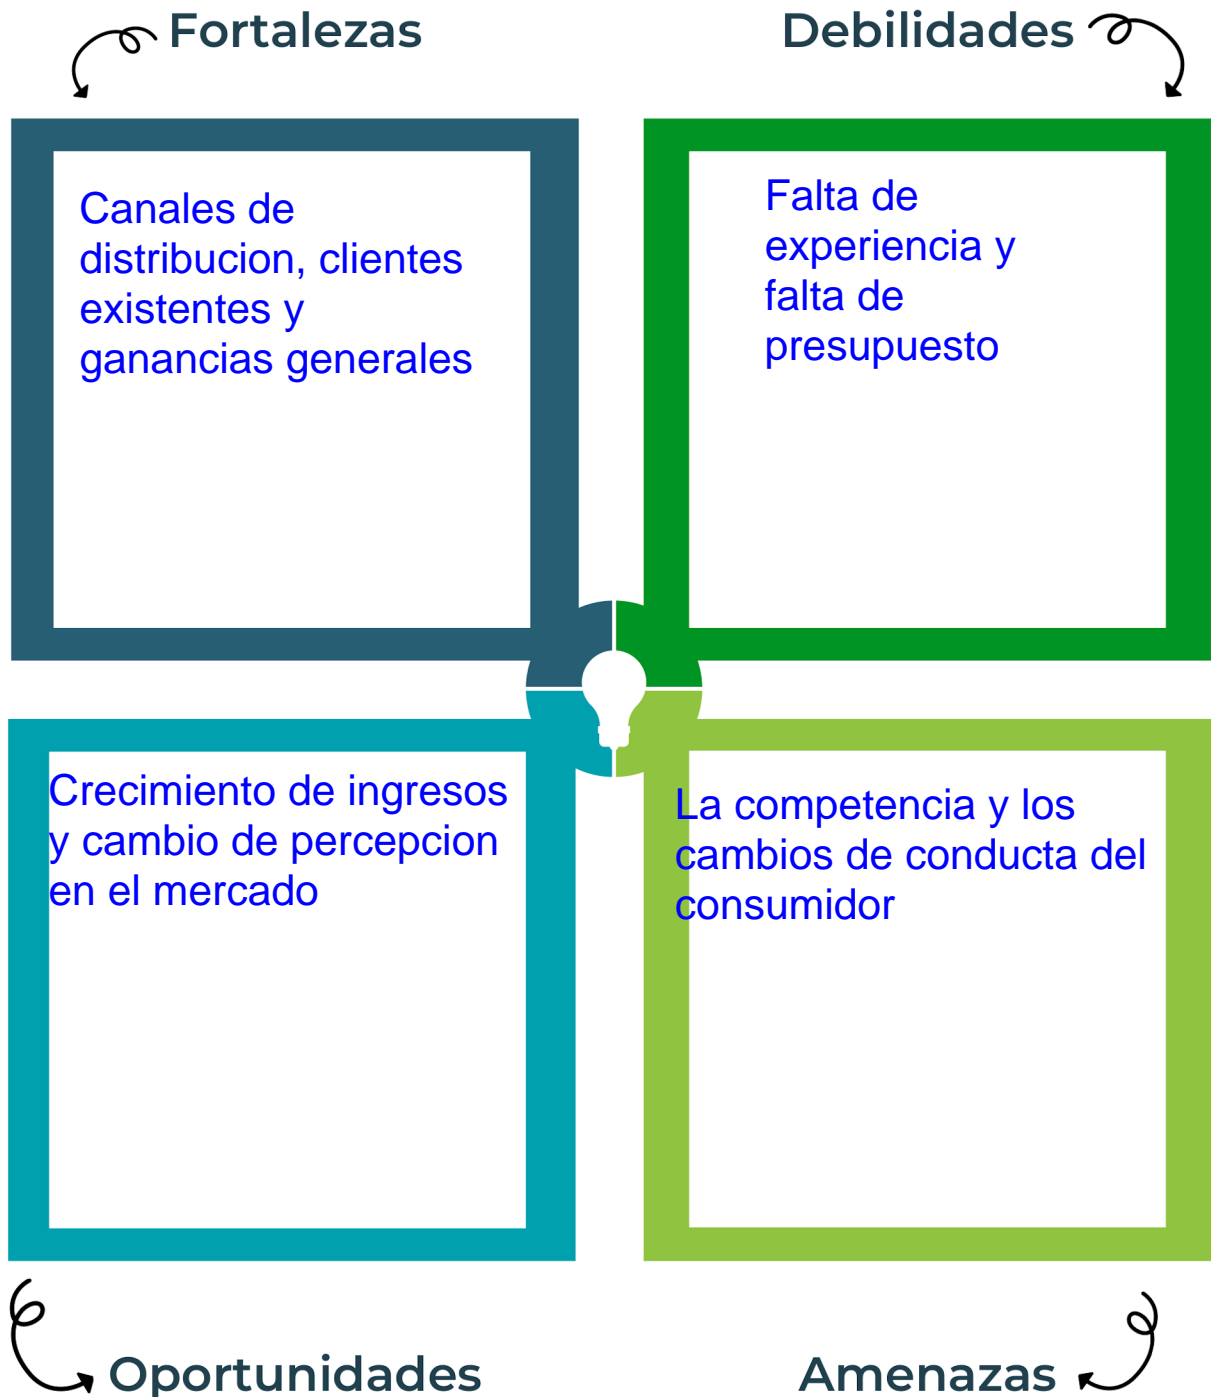 Fortalezas
Canales de
distribucion, clientes
existentes y
ganancias generales
Debilidades
Falta de
experiencia y
falta de
presupuesto
Crecimiento de ingresos
y cambio de percepcion
en el mercado
Oportunidades
La competencia y los
cambios de conducta del
consumidor
Amenazas